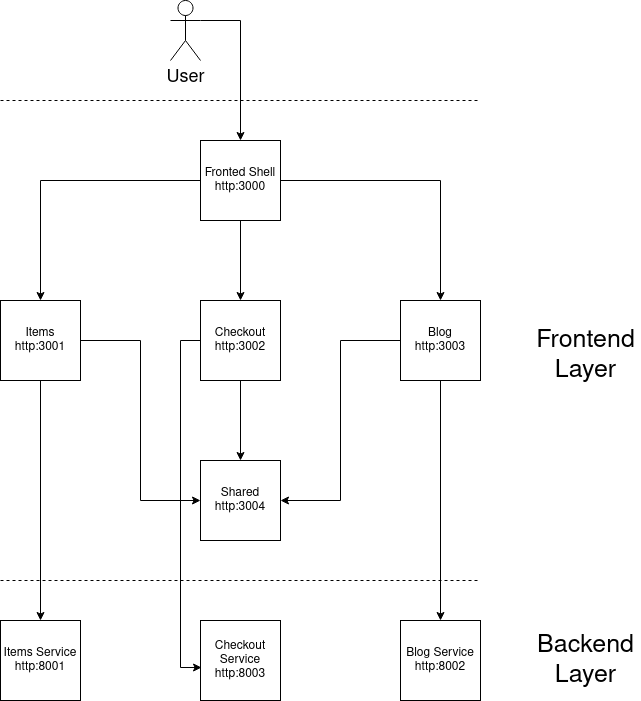 User
Fronted Shell
http:3000
Items
http:3001
Checkout
http:3002
Blog
http:3003
Frontend
Layer
Shared
http:3004
Items Service
http:8001
Checkout
Service
http:8003
Blog Service
http:8002
Backend
Layer